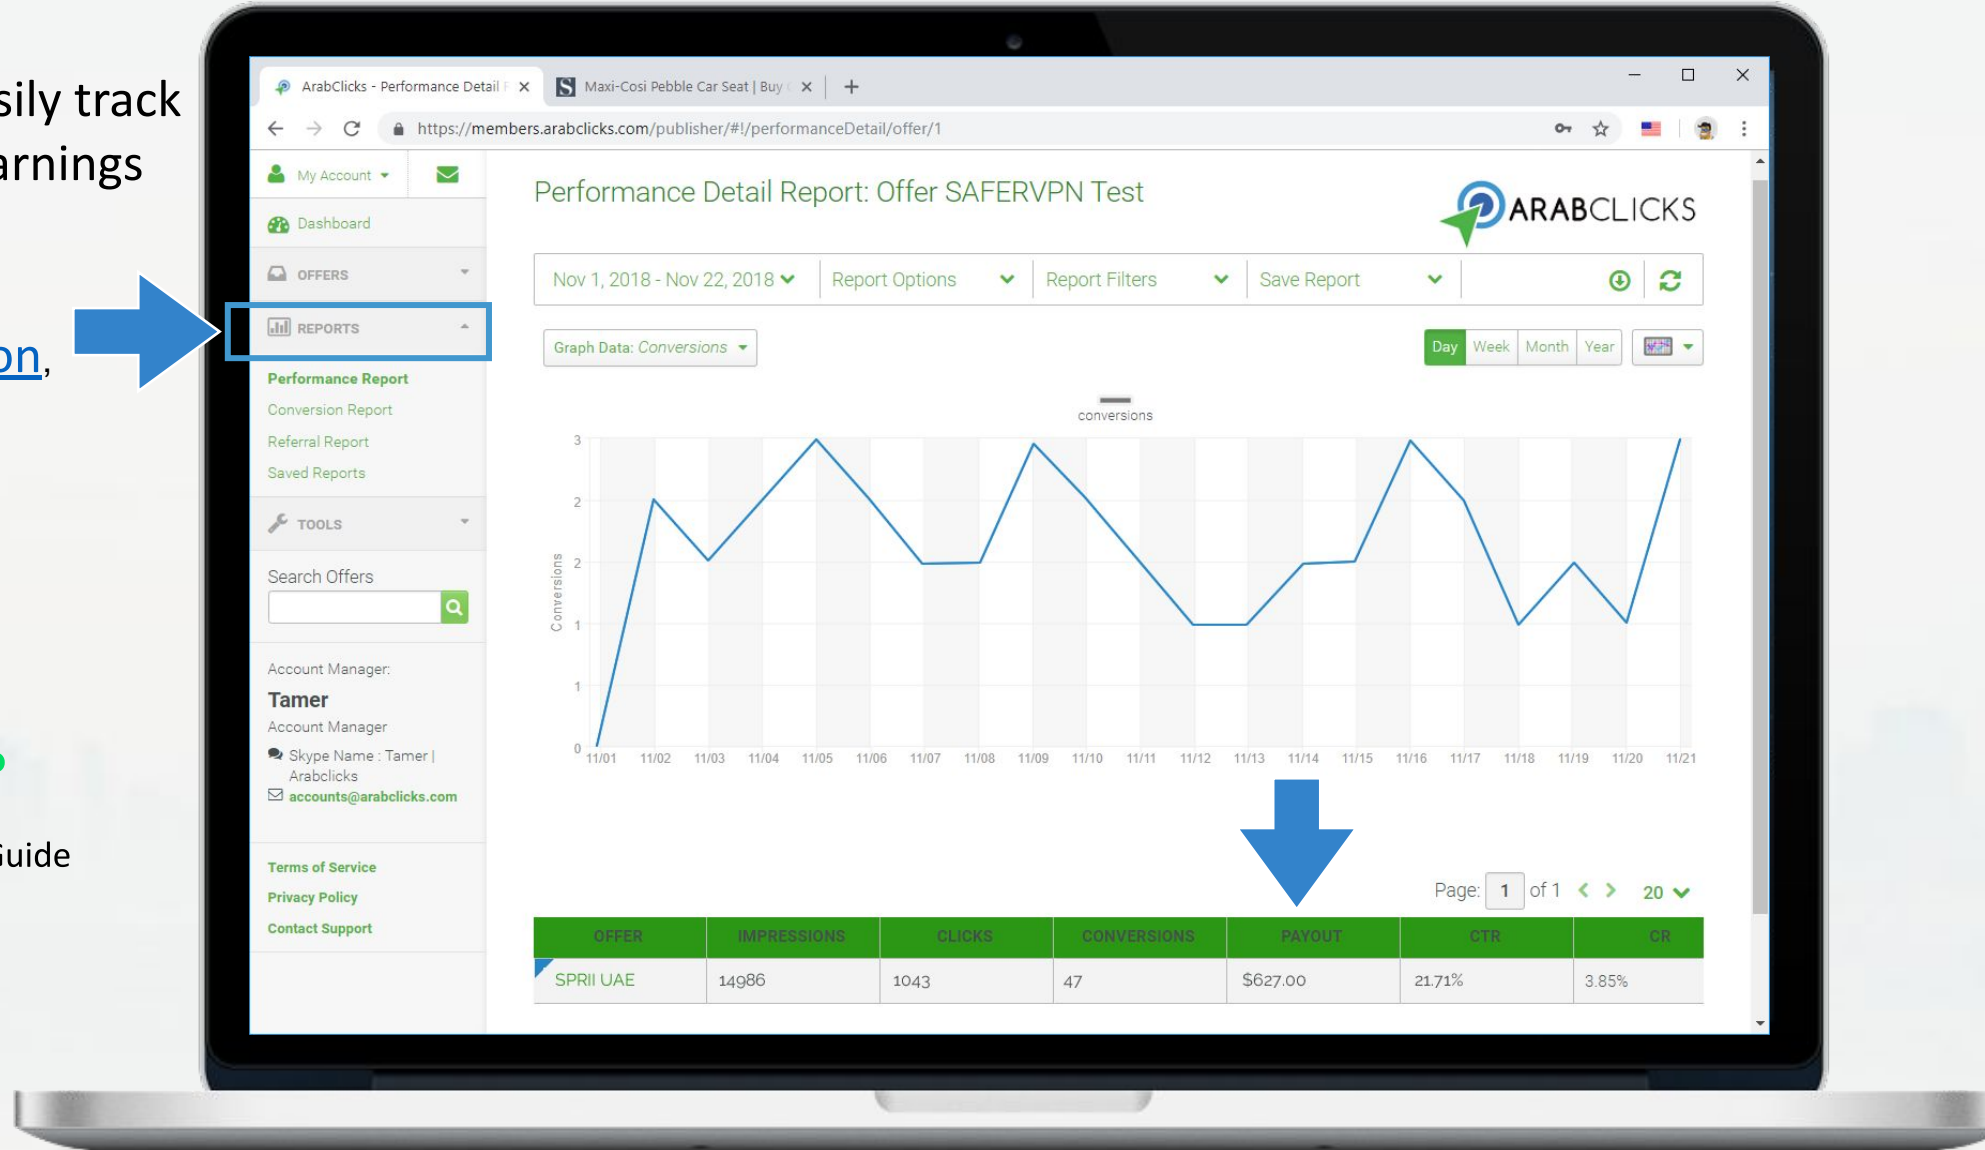 sily track
arnings
on,
Guide
ArabClicks - Performance Detail
Maxi-Cosi Pebble Car Seat | Buy
https://members.arabclicks.com/publisher/#!/performanceDetail/offer/1
My Account
Dashboard
OFFERS
REPORTS
Performance Report
Conversion Report
Referral Report
Saved Reports
TOOLS
Search Offers
Account Manager:
Tamer
Account Manager
Skype Name : Tamer |
Arabclicks
accounts@arabclicks.com
Terms of Service
Privacy Policy
Contact Support
Performance Detail Report: Offer SAFERVPN Test
ARABCLICKS
Nov 1, 2018 - Nov 22, 2018 Report Options Report Filters Save Report
Graph Data: Conversions
Day Week Month Year
conversions
Conversions
3
2
2
1
1
0
11/01 11/02 11/03 11/04 11/05 11/06 11/07 11/08 11/09 11/10 11/11 11/12 11/13 11/14 11/15 11/16 11/17 11/18 11/19 11/20 11/21
Page: 1 of 1 < > 20
OFFER IMPRESSIONS CLICKS CONVERSIONS PAYOUT CTR CR
SPRII UAE 14986 1043 47 $627.00 21.71% 3.85%